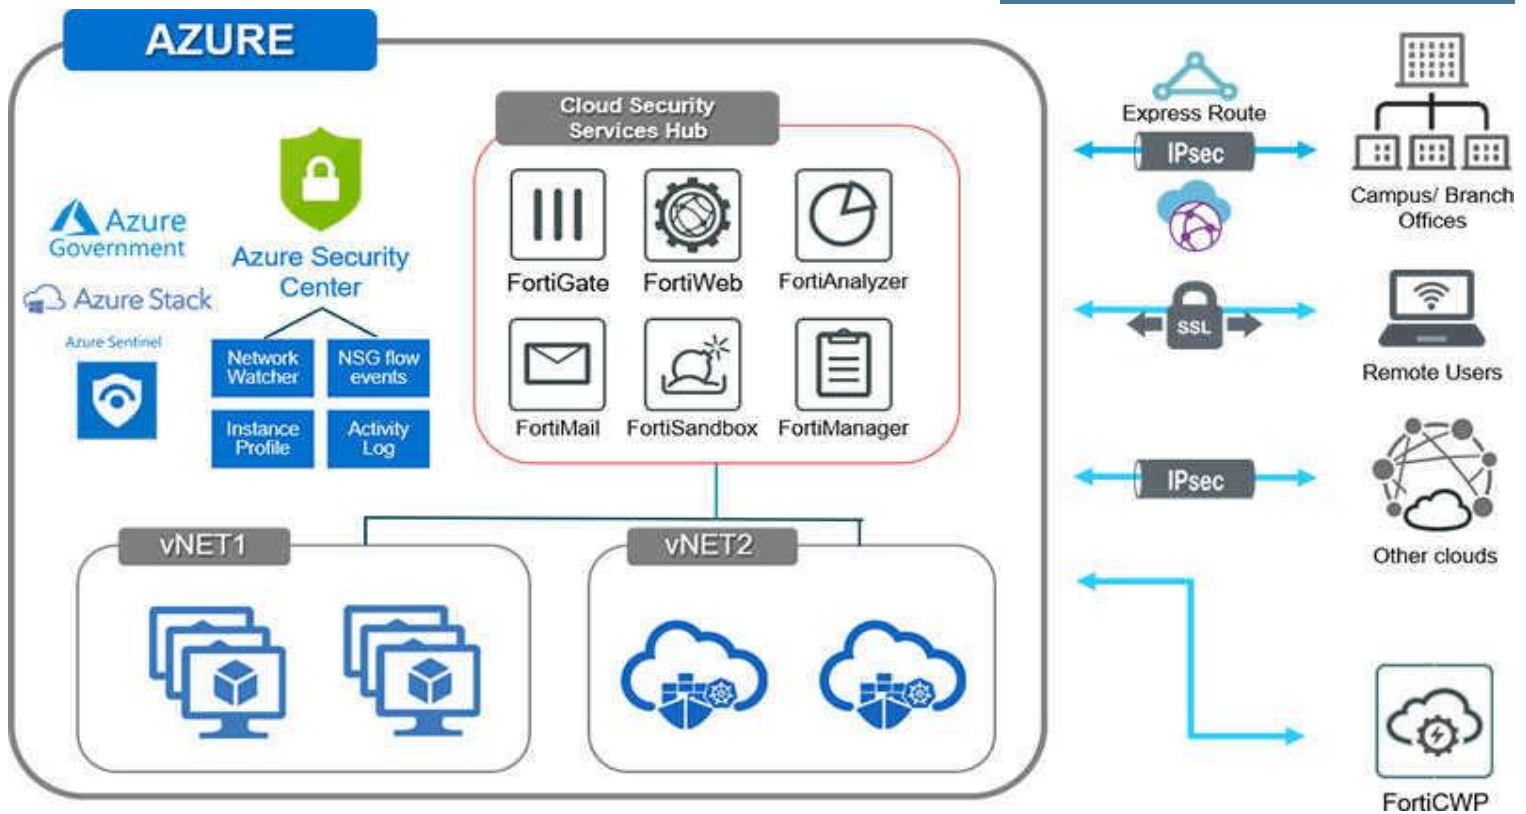 AZURE
Cloud Security
Services Hub
FortiGate
FortiWeb
FortiAnalyzer
FortiMail
FortiSandbox
FortiManager
Azure
Government
Azure Stack
Azure Sentinel
Azure Security
Center
Network
Watcher
NSG flow
events
Instance
Profile
Activity
Log
vNET1
vNET2
Express Route
IPsec
Campus/ Branch
Offices
SSL
Remote Users
IPsec
Other clouds
FortiCWP